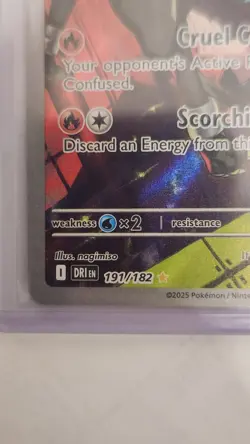 Cruel
Your opponent's Active
Confused.
Scorchi
Discard an Energy from th
weakness ×2 resistance
Illus. nagimiso
I DRI EN 191/182
©2025 Pokémon / Ninten